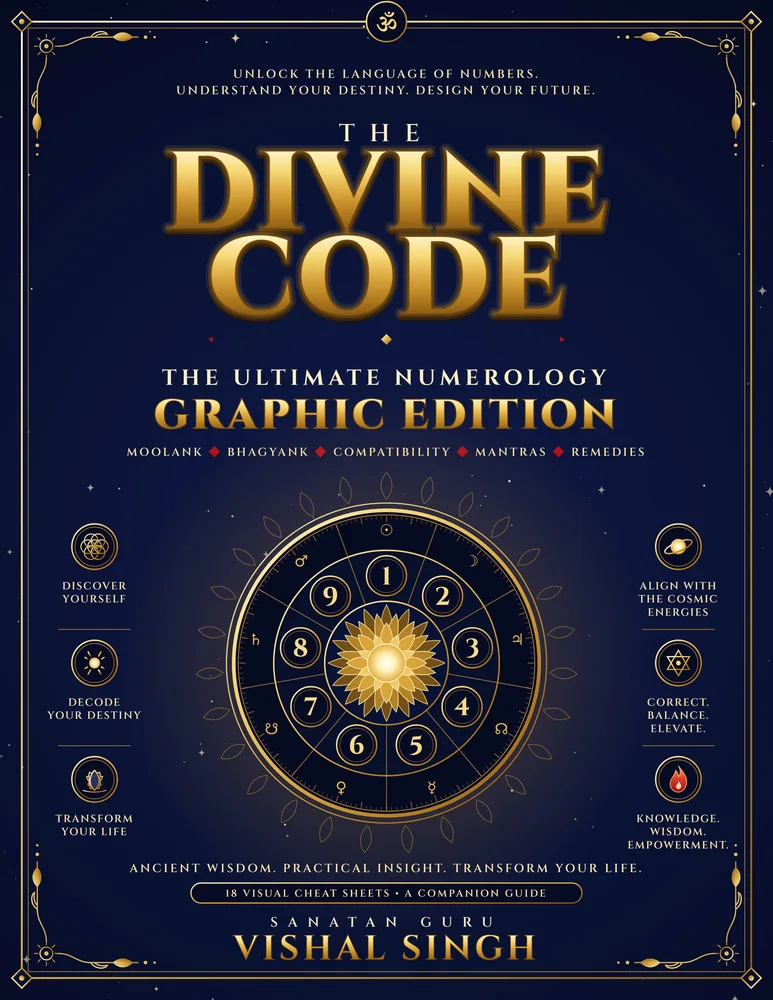 ॐ
UNLOCK THE LANGUAGE OF NUMBERS.
UNDERSTAND YOUR DESTINY. DESIGN YOUR FUTURE.
THE
DIVINE
CODE
THE ULTIMATE NUMEROLOGY
GRAPHIC EDITION
MOOLANK ◆ BHAGYANK ◆ COMPATIBILITY ◆ MANTRAS ◆ REMEDIES
DISCOVER
YOURSELF
DECODE
YOUR DESTINY
TRANSFORM
YOUR LIFE
☉
☽
♃
☊
☿
♀
☋
♄
♂
1
2
3
4
5
6
7
8
9
ALIGN WITH
THE COSMIC
ENERGIES
CORRECT.
BALANCE.
ELEVATE.
KNOWLEDGE.
WISDOM.
EMPOWERMENT.
ANCIENT WISDOM. PRACTICAL INSIGHT. TRANSFORM YOUR LIFE.
18 VISUAL CHEAT SHEETS • A COMPANION GUIDE
SANATAN GURU
VISHAL SINGH